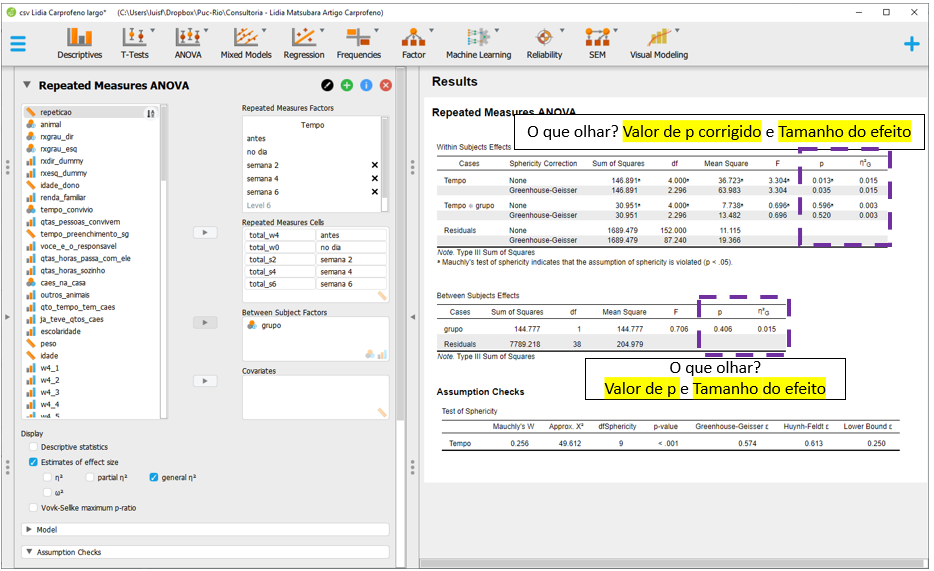 csv Lidia Carprofeno largo* (C:\Users\luisf\Dropbox\Puc-Rio\Consultoria - Lidia Matsubara Artigo Carprofeno)
Descriptives T-Tests ANOVA Mixed Models Regression Frequencies Factor Machine Learning Reliability SEM Visual Modeling
Repeated Measures ANOVA
repeticao
animal
rxgrau_dir
rxgrau_esq
rxdir_dummy
rxesq_dummy
idade_dono
renda_familiar
tempo_convivio
qtas_pessoas_convivem
tempo_preenchimento_sg
voce_e_o_responsavel
qtas_horas_passa_com_ele
qtas_horas_sozinho
caes_na_casa
outros_animais
qto_tempo_tem_caes
ja_teve_qtos_caes
escolaridade
peso
idade
w4_1
w4_2
w4_3
w4_4
w4_5
Repeated Measures Factors
Tempo
antes
no dia
semana 2
semana 4
semana 6
Level 6
Repeated Measures Cells
total_w4 antes
total_w0 no dia
total_s2 semana 2
total_s4 semana 4
total_s6 semana 6
Between Subject Factors
grupo
Covariates
Display
Descriptive statistics
Estimates of effect size
η² partial η² general η²
ω²
Vovk-Sellke maximum p-ratio
Model
Assumption Checks
Results
Repeated Measures ANOVA
O que olhar? Valor de p corrigido e Tamanho do efeito
Within Subjects Effects
Cases Sphericity Correction Sum of Squares df Mean Square F p η²G
Tempo None 146.891ᵃ 4.000ᵃ 36.723ᵃ 3.304ᵃ 0.013ᵃ 0.015
Greenhouse-Geisser 146.891 2.296 63.983 3.304 0.035 0.015
Tempo ✻ grupo None 30.951ᵃ 4.000ᵃ 7.738ᵃ 0.696ᵃ 0.596ᵃ 0.003
Greenhouse-Geisser 30.951 2.296 13.482 0.696 0.520 0.003
Residuals None 1689.479 152.000 11.115
Greenhouse-Geisser 1689.479 87.240 19.366
Note. Type III Sum of Squares
ᵃ Mauchly's test of sphericity indicates that the assumption of sphericity is violated (p < .05).
Between Subjects Effects
Cases Sum of Squares df Mean Square F p η²G
grupo 144.777 1 144.777 0.706 0.406 0.015
Residuals 7789.218 38 204.979
Note. Type III Sum of Squares
O que olhar?
Valor de p e Tamanho do efeito
Assumption Checks
Test of Sphericity
Mauchly's W Approx. X² dfSphericity p-value Greenhouse-Geisser ε Huynh-Feldt ε Lower Bound ε
Tempo 0.256 49.612 9 < .001 0.574 0.613 0.250